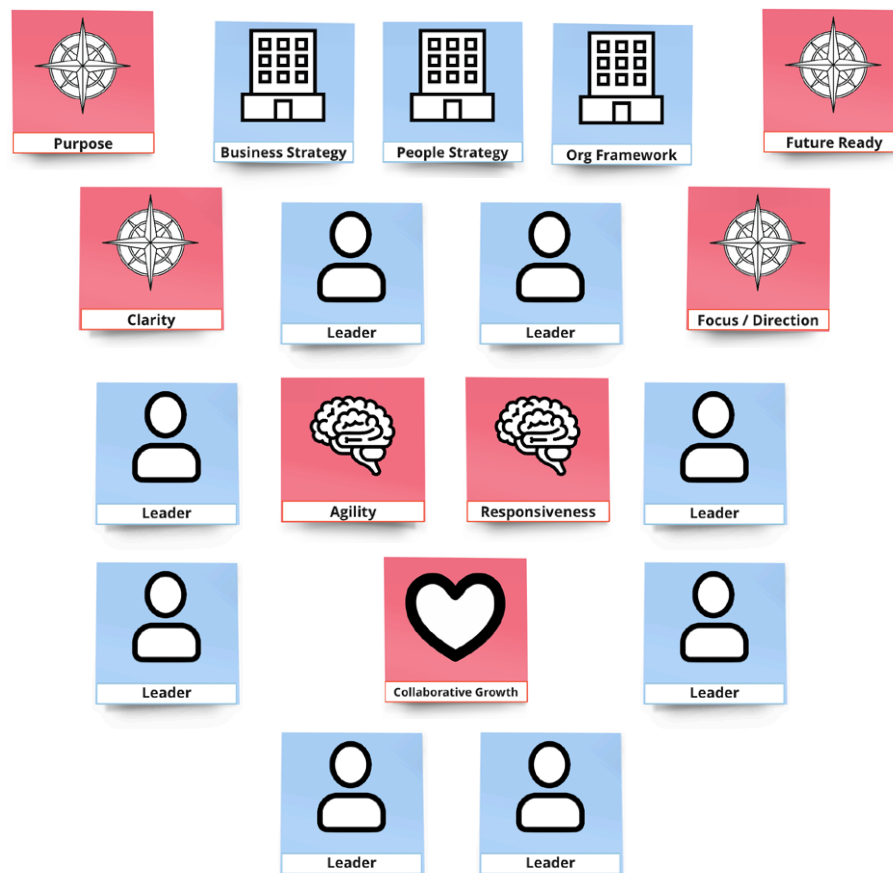 Purpose
Business Strategy
People Strategy
Org Framework
Future Ready
Clarity
Leader
Leader
Focus / Direction
Leader
Agility
Responsiveness
Leader
Leader
Collaborative Growth
Leader
Leader
Leader